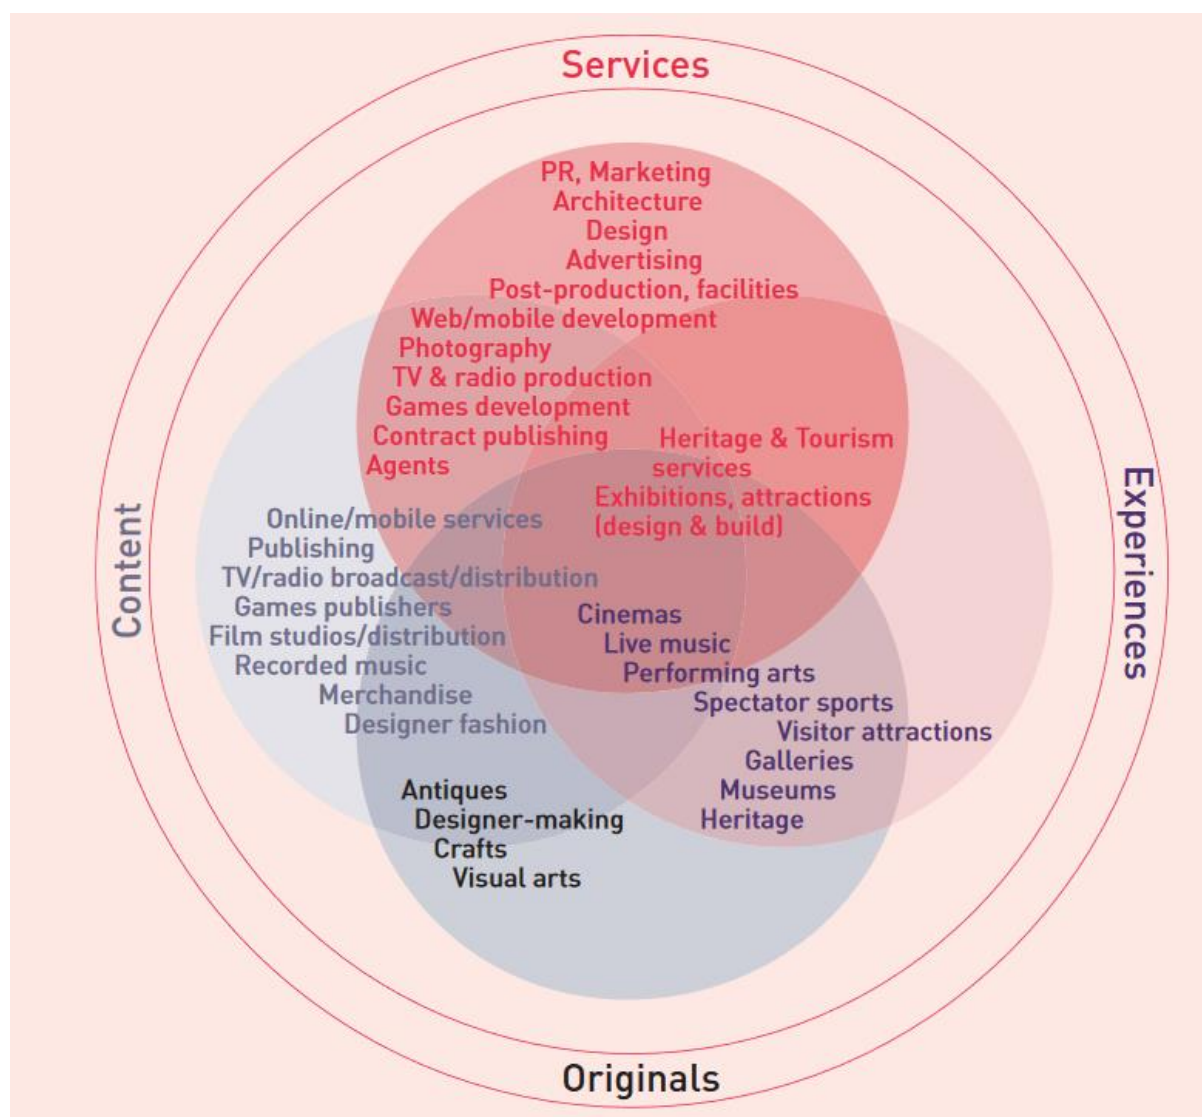 Services
PR, Marketing
Architecture
Design
Advertising
Post-production, facilities
Web/mobile development
Photography
TV & radio production
Games development
Contract publishing
Agents
Heritage & Tourism
services
Exhibitions, attractions
(design & build)
Content
Online/mobile services
Publishing
TV/radio broadcast/distribution
Games publishers
Film studios/distribution
Recorded music
Merchandise
Designer fashion
Experiences
Cinemas
Live music
Performing arts
Spectator sports
Visitor attractions
Galleries
Museums
Heritage
Antiques
Designer-making
Crafts
Visual arts
Originals